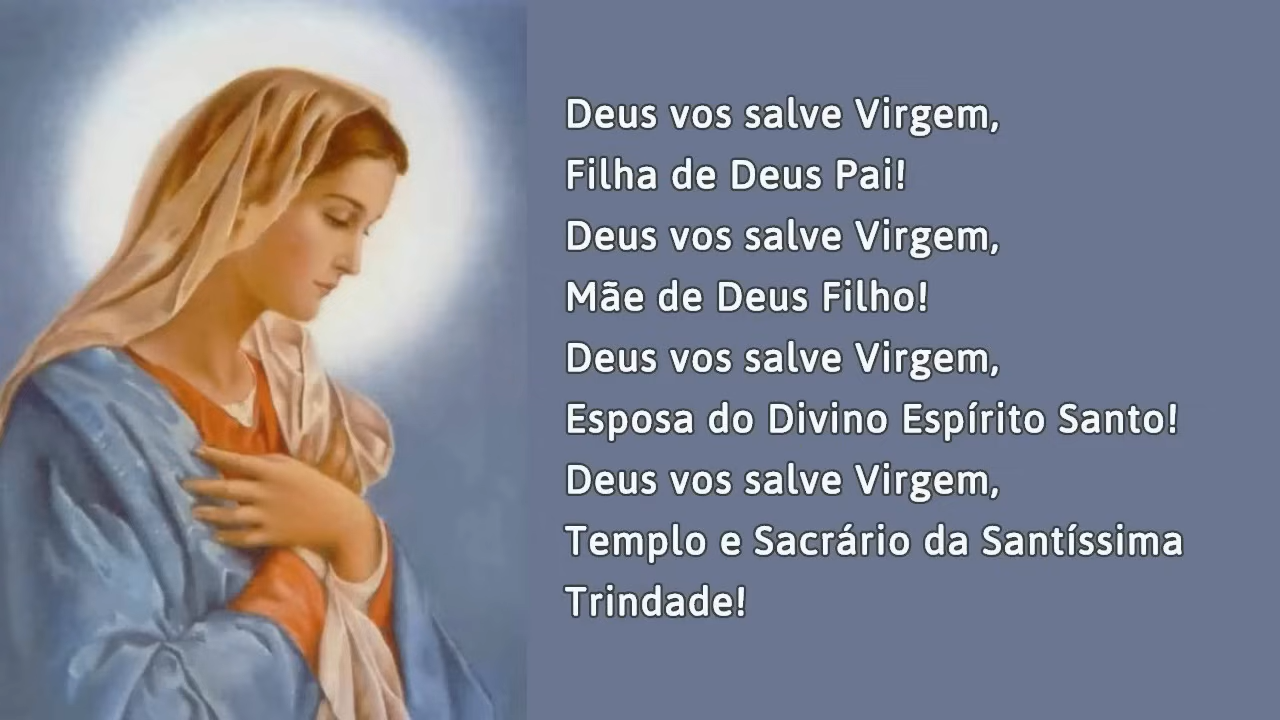 Deus vos salve Virgem,
Filha de Deus Pai!
Deus vos salve Virgem,
Mãe de Deus Filho!
Deus vos salve Virgem,
Esposa do Divino Espírito Santo!
Deus vos salve Virgem,
Templo e Sacrário da Santíssima
Trindade!